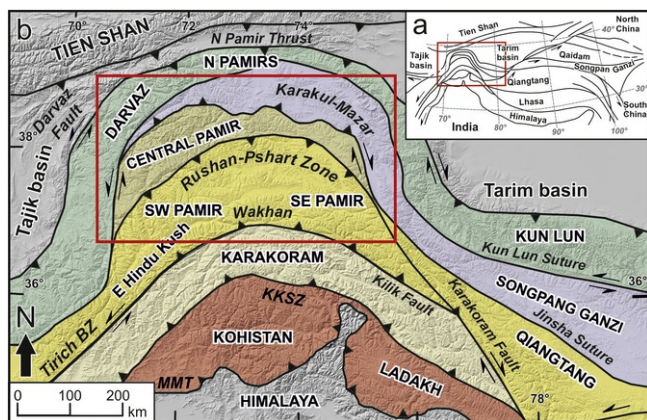 b
70°
72°
74°
TIEN SHAN
N Pamir Thrust
N PAMIRS
Darvaz
Fault
DARVAZ
38°
Karakul-Mazar
CENTRAL PAMIR
Rushan-Pshart Zone
Tajik basin
SW PAMIR
SE PAMIR
Wakhan
36°
E Hindu Kush
KARAKORAM
Tirich BZ
KKSZ
Kilik Fault
Karakoram Fault
KOHISTAN
MMT
LADAKH
HIMALAYA
78°
Tarim basin
KUN LUN
Kun Lun Suture
36°
SONGPANG GANZI
Jinsha Suture
QIANGTANG
N
0 100 200
km
a
Tien Shan
North
China
40°
Tajik
basin
Tarim
basin
Qaidam
Songpan Ganzi
Qiangtang
30°
Lhasa
South
China
Himalaya
70°
80°
90°
100°
India